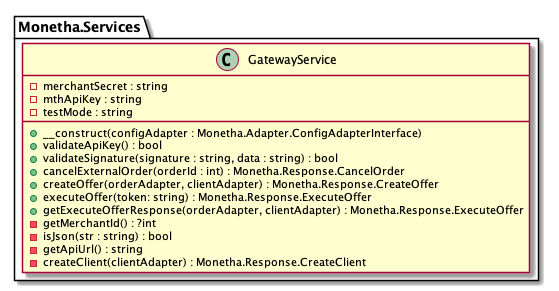 Monetha.Services
C GatewayService
merchantSecret : string
mthApiKey : string
testMode : string
__construct(configAdapter : Monetha.Adapter.ConfigAdapterInterface)
validateApiKey() : bool
validateSignature(signature : string, data : string) : bool
cancelExternalOrder(orderId : int) : Monetha.Response.CancelOrder
createOffer(orderAdapter, clientAdapter) : Monetha.Response.CreateOffer
executeOffer(token: string) : Monetha.Response.ExecuteOffer
getExecuteOfferResponse(orderAdapter, clientAdapter) : Monetha.Response.ExecuteOffer
getMerchantId() : ?int
isJson(str : string) : bool
getApiUrl() : string
createClient(clientAdapter) : Monetha.Response.CreateClient